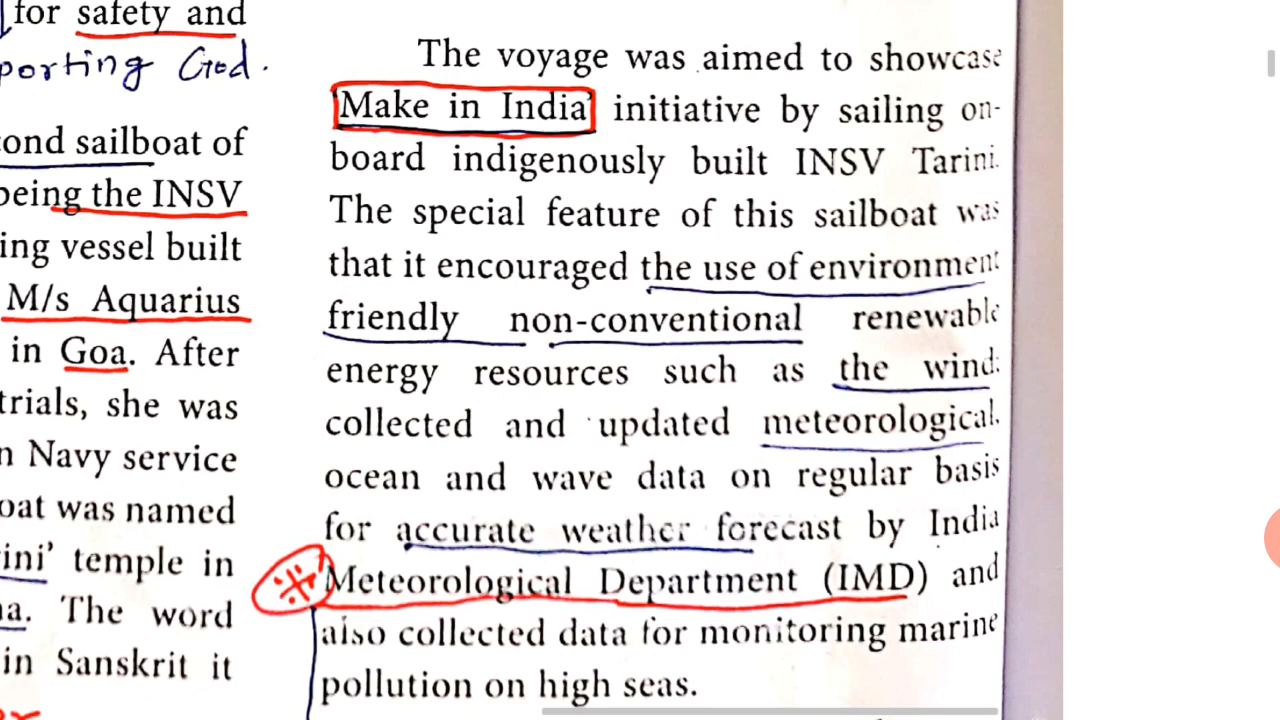 for safety and
porting God.
ond sailboat of
being the INSV
ing vessel built
M/s Aquarius
in Goa. After
trials, she was
n Navy service
oat was named
ini’ temple in
a. The word
in Sanskrit it
The voyage was aimed to showcase
Make in India initiative by sailing on-
board indigenously built INSV Tarini.
The special feature of this sailboat was
that it encouraged the use of environment
friendly non-conventional renewable
energy resources such as the wind;
collected and updated meteorological,
ocean and wave data on regular basis
for accurate weather forecast by India
Meteorological Department (IMD) and
also collected data for monitoring marine
pollution on high seas.